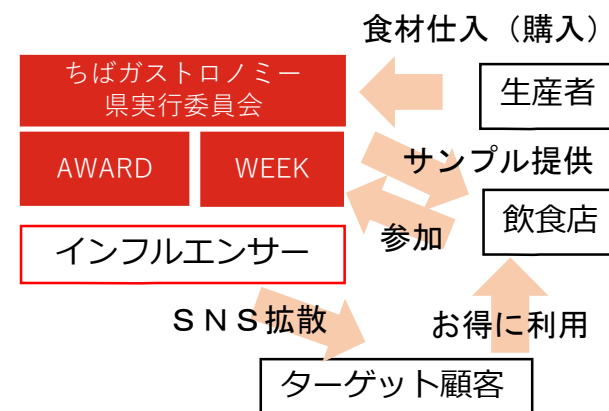 食材仕入（購入）
ちばガストロノミー
県実行委員会
生産者
AWARD
WEEK
サンプル提供
飲食店
参加
インフルエンサー
ＳＮＳ拡散
お得に利用
ターゲット顧客